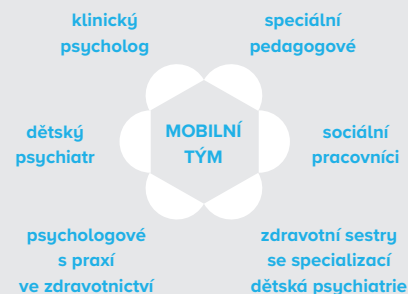 klinický
psycholog
speciální
pedagogové
dětský
psychiatr
MOBILNÍ
TÝM
sociální
pracovníci
psychologové
s praxí
ve zdravotnictví
zdravotní sestry
se specializací
dětská psychiatrie